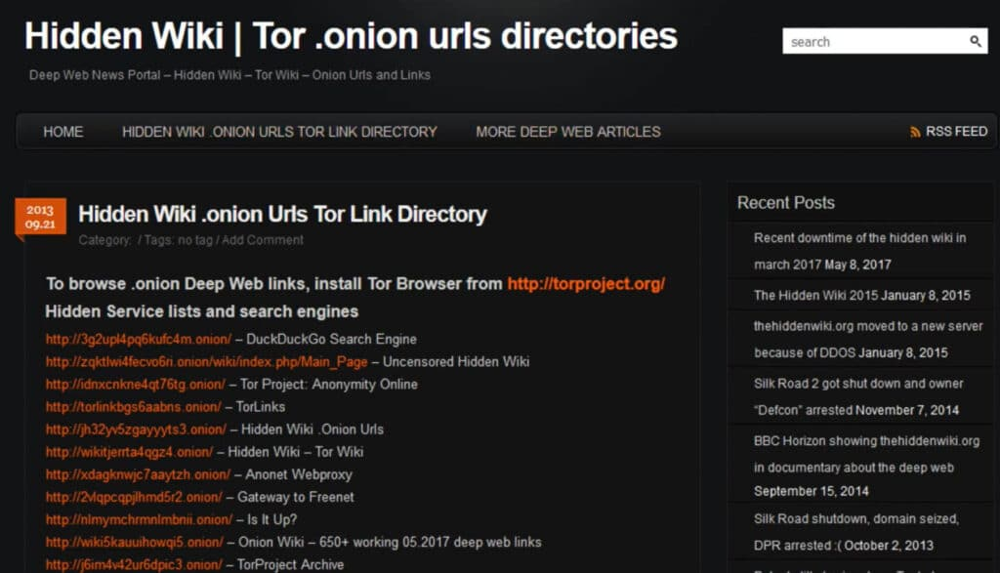 Hidden Wiki | Tor .onion urls directories
search
Deep Web News Portal – Hidden Wiki – Tor Wiki – Onion Urls and Links
HOME
HIDDEN WIKI .ONION URLS TOR LINK DIRECTORY
MORE DEEP WEB ARTICLES
RSS FEED
2013
09.21
Hidden Wiki .onion Urls Tor Link Directory
Category: / Tags: no tag / Add Comment
To browse .onion Deep Web links, install Tor Browser from http://torproject.org/
Hidden Service lists and search engines
http://3g2upl4pq6kufc4m.onion/ – DuckDuckGo Search Engine
http://zqktlwi4fecvo6ri.onion/wiki/index.php/Main_Page – Uncensored Hidden Wiki
http://idnxcnkne4qt76tg.onion/ – Tor Project: Anonymity Online
http://torlinkbgs6aabns.onion/ – TorLinks
http://jh32yv5zgayyyts3.onion/ – Hidden Wiki .Onion Urls
http://wikitjerrta4qgz4.onion/ – Hidden Wiki – Tor Wiki
http://xdagknwjc7aaytzh.onion/ – Anonet Webproxy
http://2vlqpcqpjlhmd5r2.onion/ – Gateway to Freenet
http://nlmymchrmnlmbnii.onion/ – Is It Up?
http://wiki5kauuihowqi5.onion/ – Onion Wiki – 650+ working 05.2017 deep web links
http://j6im4v42ur6dpic3.onion/ – TorProject Archive
Recent Posts
Recent downtime of the hidden wiki in
march 2017 May 8, 2017
The Hidden Wiki 2015 January 8, 2015
thehiddenwiki.org moved to a new server
because of DDOS January 8, 2015
Silk Road 2 got shut down and owner
“Defcon” arrested November 7, 2014
BBC Horizon showing thehiddenwiki.org
in documentary about the deep web
September 15, 2014
Silk Road shutdown, domain seized,
DPR arrested :( October 2, 2013